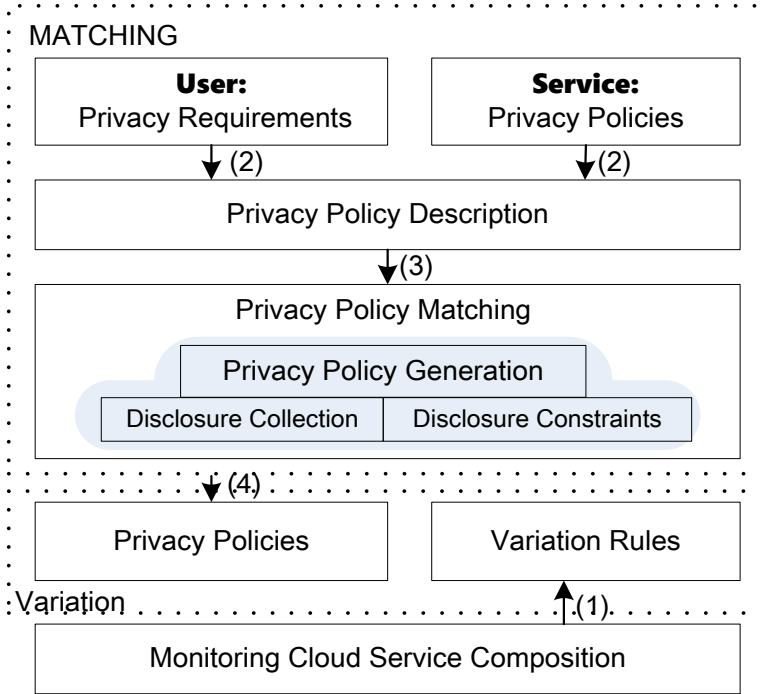 MATCHING
User:
Privacy Requirements
Service:
Privacy Policies
(2)
(2)
Privacy Policy Description
(3)
Privacy Policy Matching
Privacy Policy Generation
Disclosure Collection
Disclosure Constraints
(4)
Privacy Policies
Variation Rules
Variation
(1)
Monitoring Cloud Service Composition